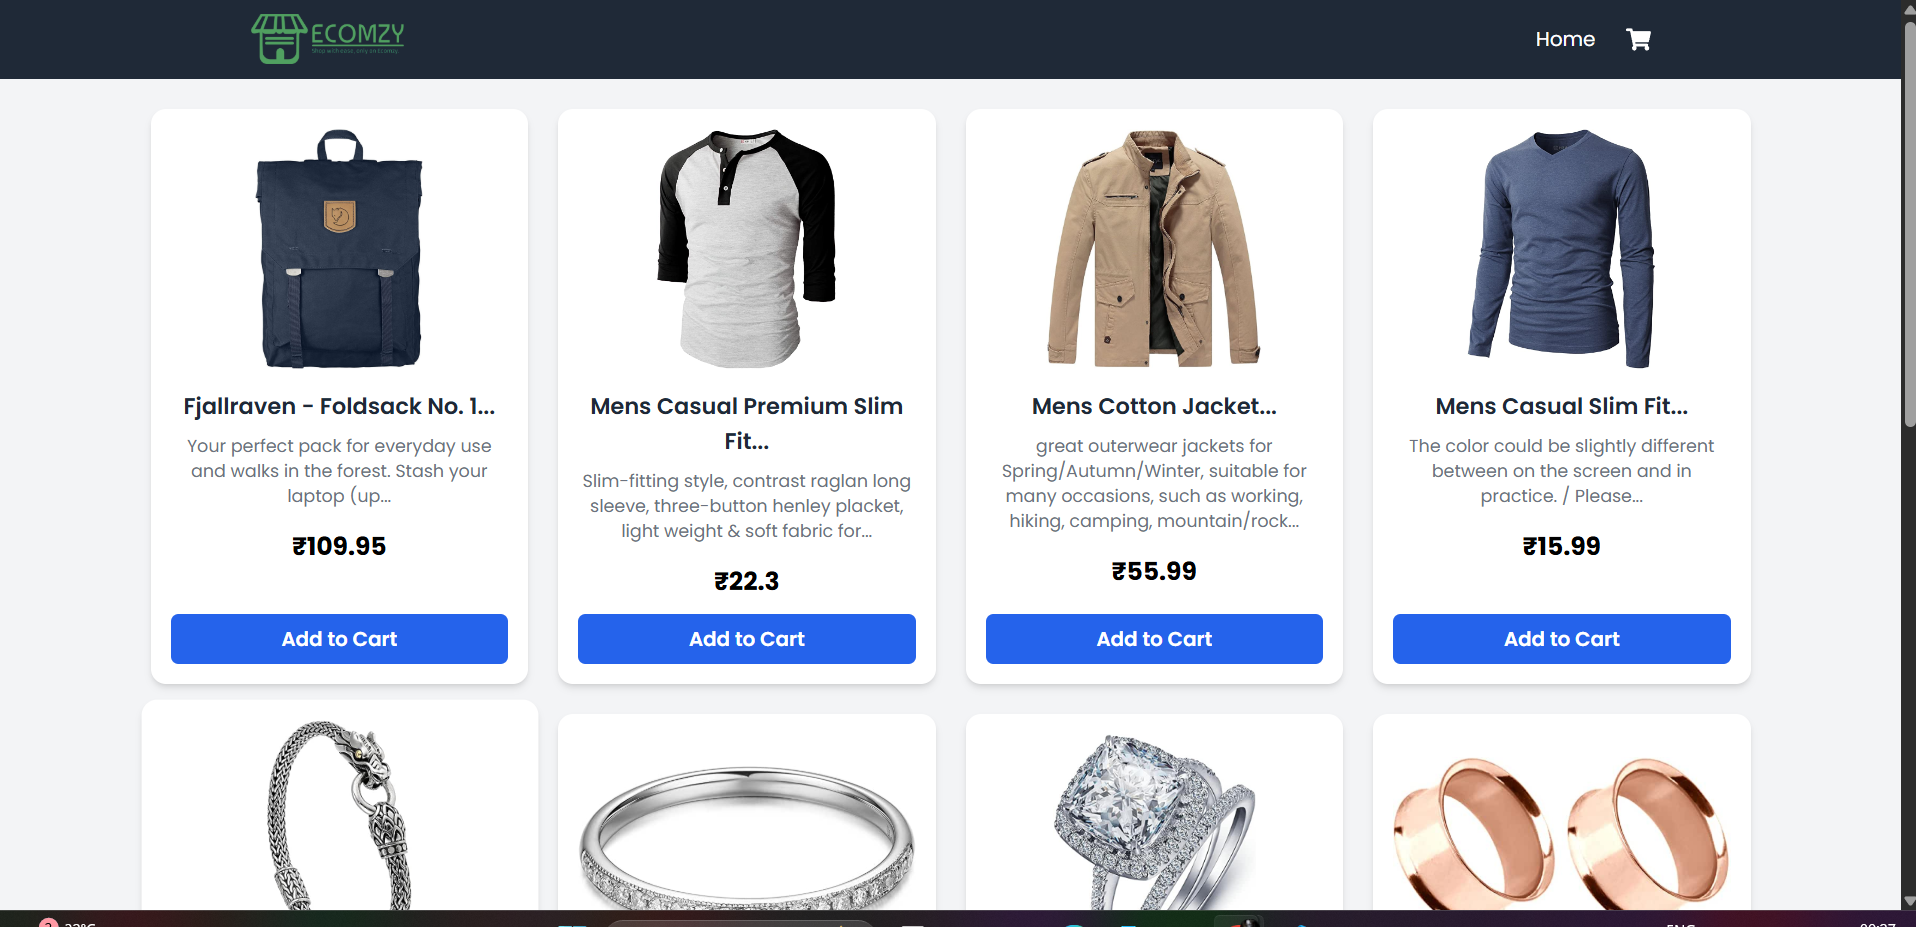 ECOMZY
Shop with ease, only on Ecomzy.
Home
Fjallraven - Foldsack No. 1...
Your perfect pack for everyday use
and walks in the forest. Stash your
laptop (up...
₹109.95
Add to Cart
Mens Casual Premium Slim
Fit...
Slim-fitting style, contrast raglan long
sleeve, three-button henley placket,
light weight & soft fabric for...
₹22.3
Add to Cart
Mens Cotton Jacket...
great outerwear jackets for
Spring/Autumn/Winter, suitable for
many occasions, such as working,
hiking, camping, mountain/rock...
₹55.99
Add to Cart
Mens Casual Slim Fit...
The color could be slightly different
between on the screen and in
practice. / Please...
₹15.99
Add to Cart